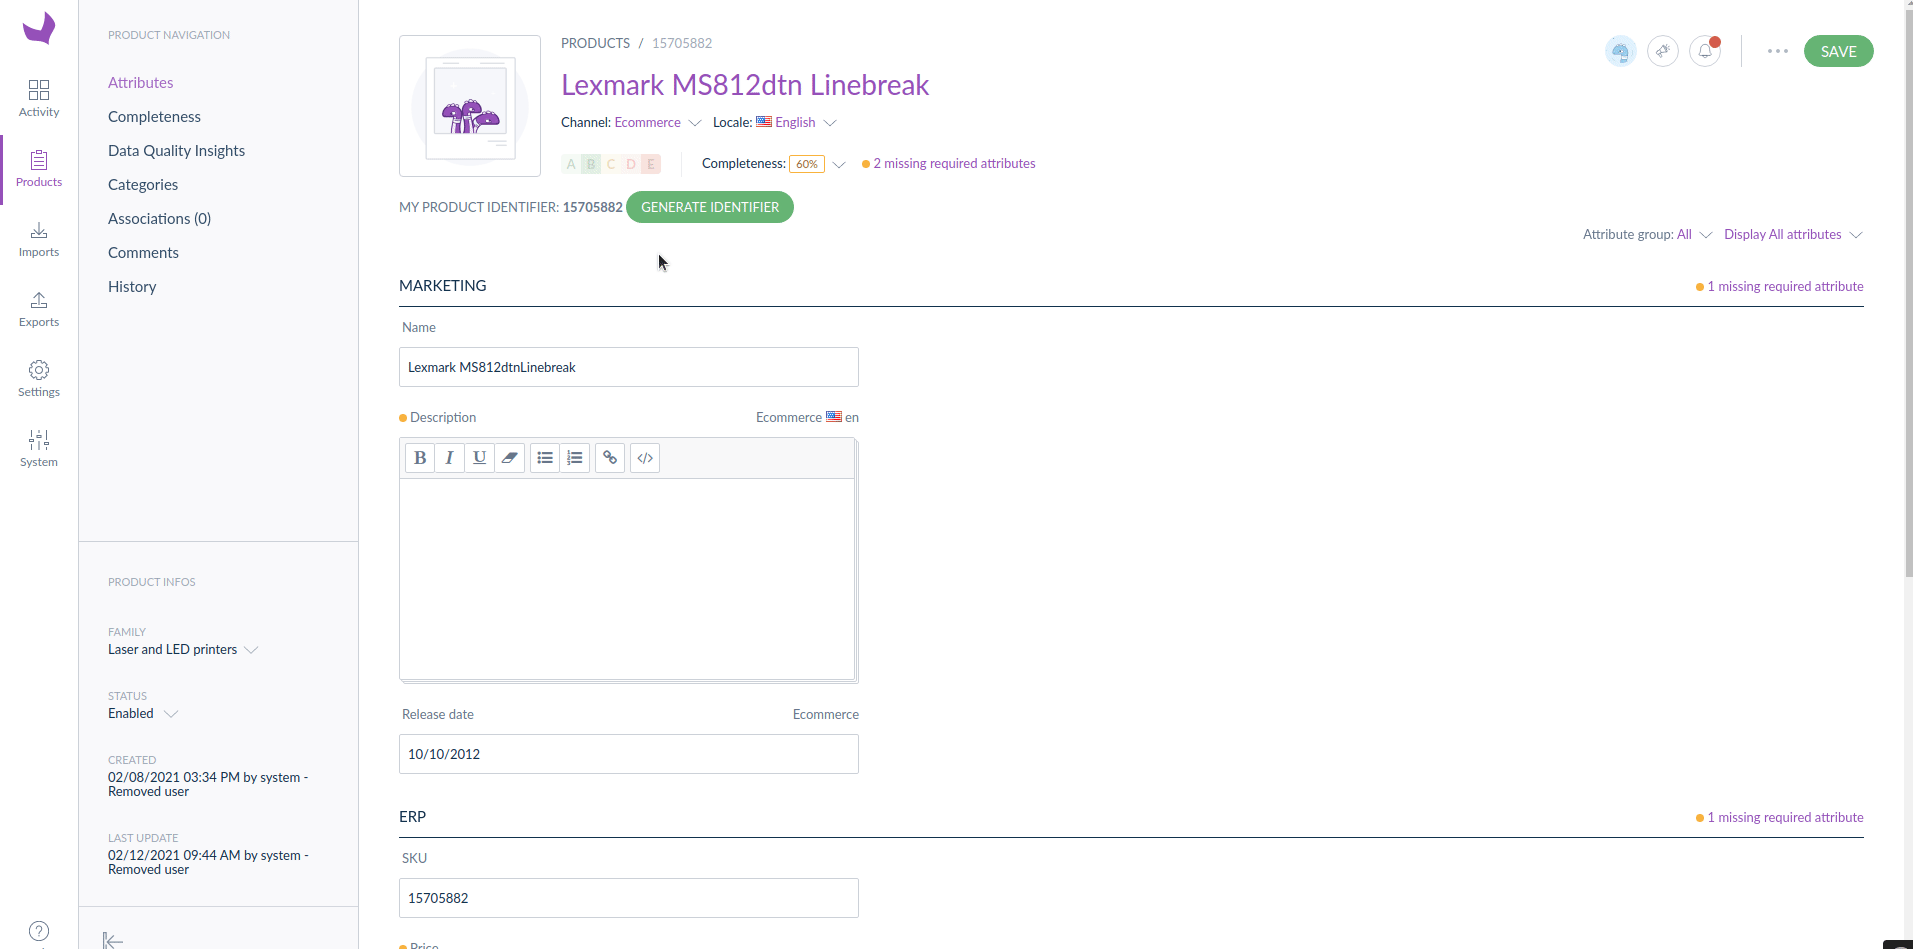 PRODUCT NAVIGATION
Attributes
Completeness
Data Quality Insights
Categories
Associations (0)
Comments
History
Activity
Products
Imports
Exports
Settings
System
PRODUCT INFOS
FAMILY
Laser and LED printers
STATUS
Enabled
CREATED
02/08/2021 03:34 PM by system -
Removed user
LAST UPDATE
02/12/2021 09:44 AM by system -
Removed user
PRODUCTS / 15705882
SAVE
Lexmark MS812dtn Linebreak
Channel: Ecommerce Locale: English
A B C D E Completeness: 60% 2 missing required attributes
MY PRODUCT IDENTIFIER: 15705882 GENERATE IDENTIFIER
Attribute group: All Display All attributes
MARKETING 1 missing required attribute
Name
Lexmark MS812dtnLinebreak
Description Ecommerce en
B I U </>
Release date Ecommerce
10/10/2012
ERP 1 missing required attribute
SKU
15705882
Price